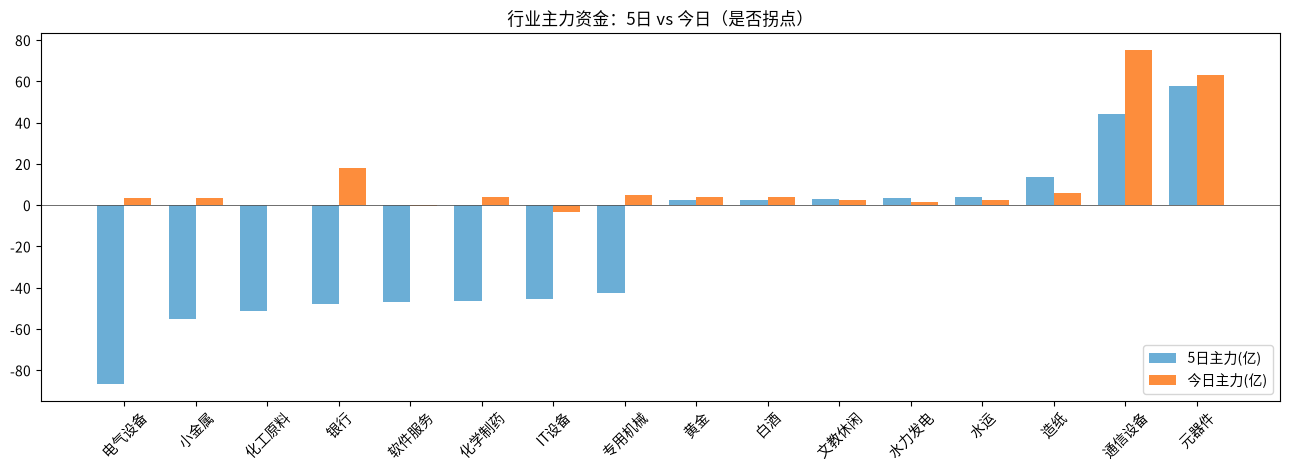 行业主力资金：5日 vs 今日（是否拐点）
80
60
40
20
0
-20
-40
-60
-80
电气设备
小金属
化工原料
银行
软件服务
化学制药
IT设备
专用机械
黄金
白酒
文教休闲
水力发电
水运
造纸
通信设备
元器件
5日主力(亿)
今日主力(亿)